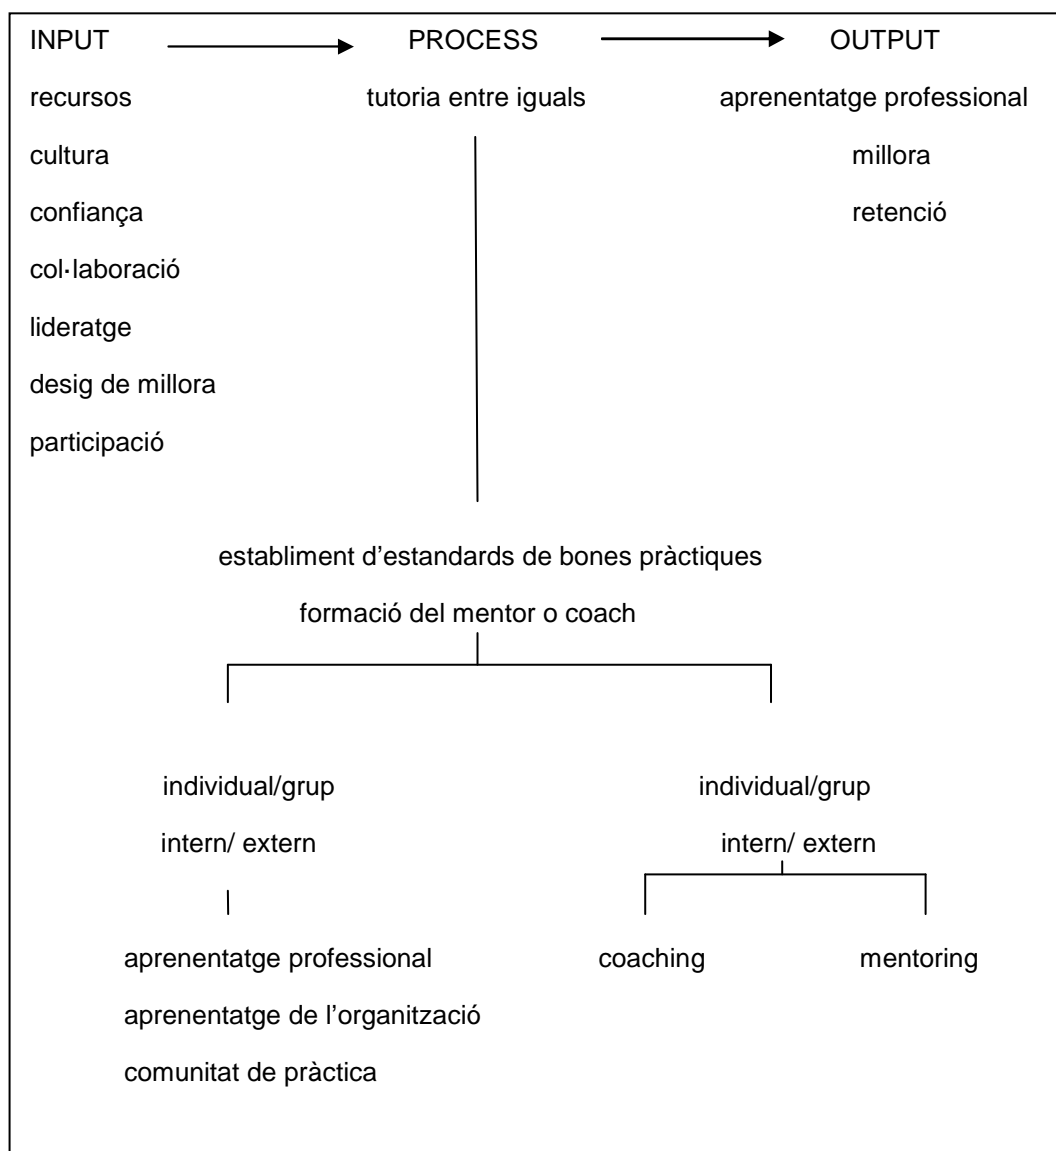 INPUT PROCESS OUTPUT
recursos tutoria entre iguals aprenentatge professional
cultura millora
confiança retenció
col·laboració
lideratge
desig de millora
participació
establiment d’estandards de bones pràctiques
formació del mentor o coach
individual/grup individual/grup
intern/ extern intern/ extern
aprenentatge professional coaching mentoring
aprenentatge de l’organització
comunitat de pràctica